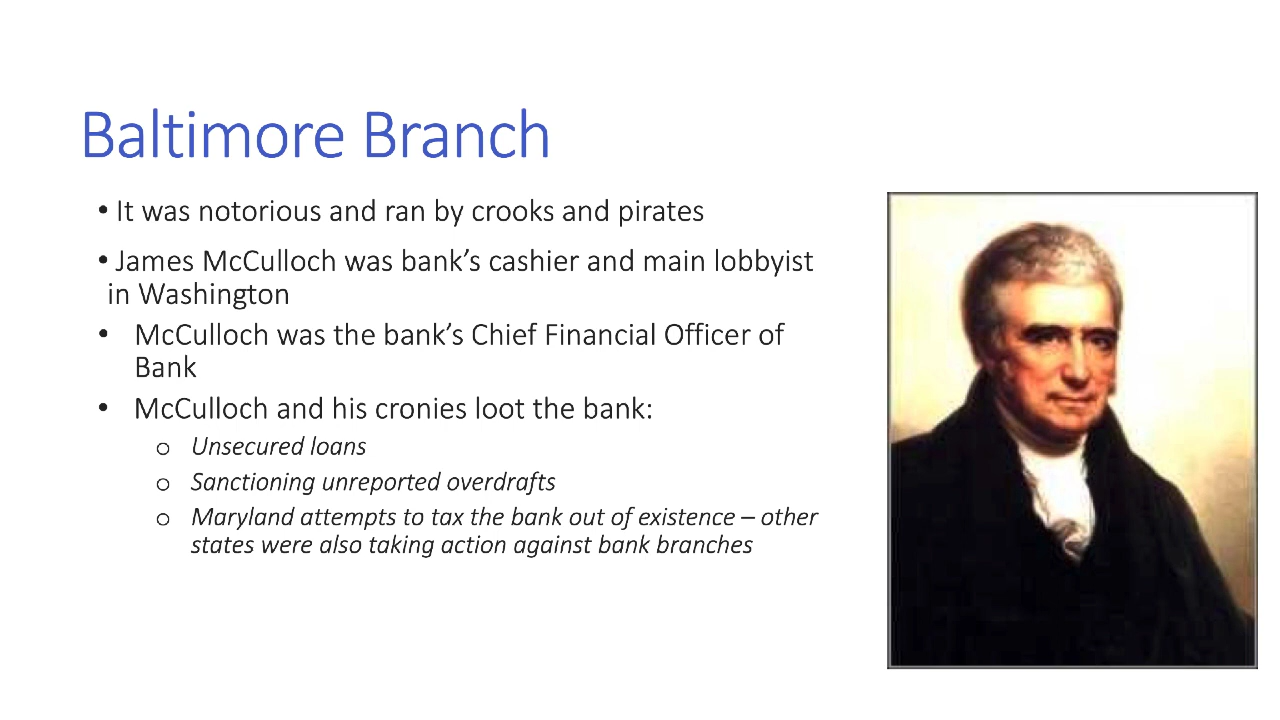 Baltimore Branch
• It was notorious and ran by crooks and pirates
• James McCulloch was bank’s cashier and main lobbyist
in Washington
• McCulloch was the bank’s Chief Financial Officer of
Bank
• McCulloch and his cronies loot the bank:
o Unsecured loans
o Sanctioning unreported overdrafts
o Maryland attempts to tax the bank out of existence – other
states were also taking action against bank branches